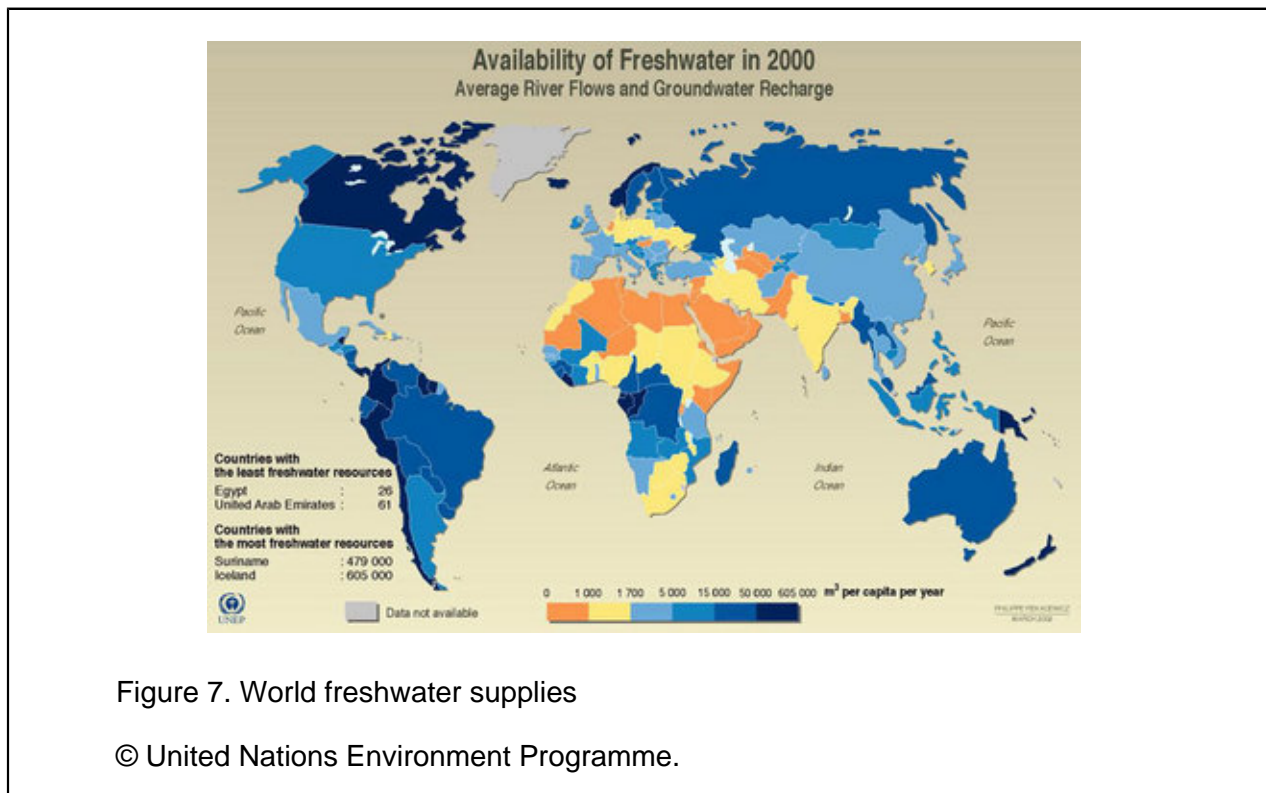 Availability of Freshwater in 2000
Average River Flows and Groundwater Recharge
Pacific
Ocean
Pacific
Ocean
Atlantic
Ocean
Indian
Ocean
Countries with
the least freshwater resources
Egypt : 26
United Arab Emirates : 61
Countries with
the most freshwater resources
Suriname : 479 000
Iceland : 605 000
0 1 000 1 700 5 000 15 000 50 000 605 000 m³ per capita per year
UNEP
Data not available
MARCH 2002
Figure 7. World freshwater supplies
© United Nations Environment Programme.